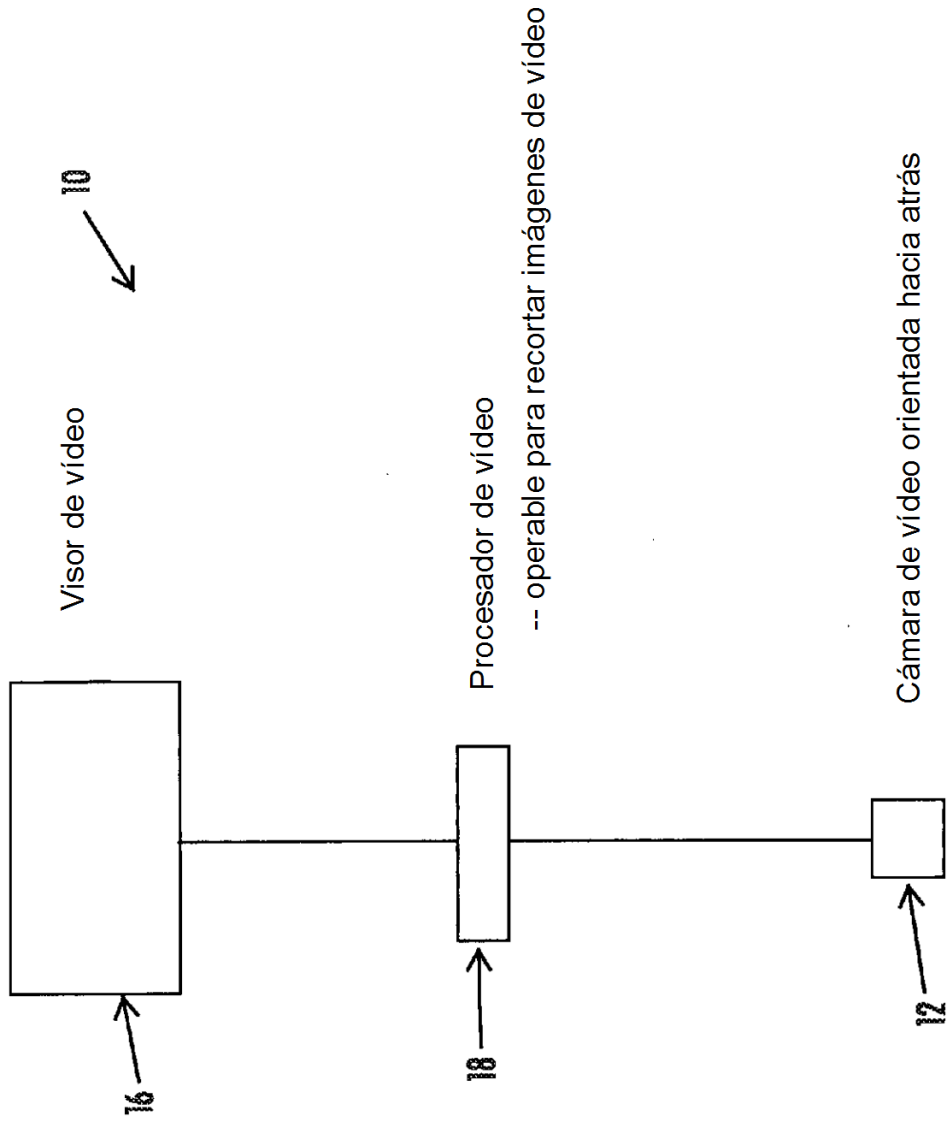 10
Visor de vídeo
16
Procesador de vídeo
-- operable para recortar imágenes de vídeo
18
Cámara de vídeo orientada hacia atrás
12